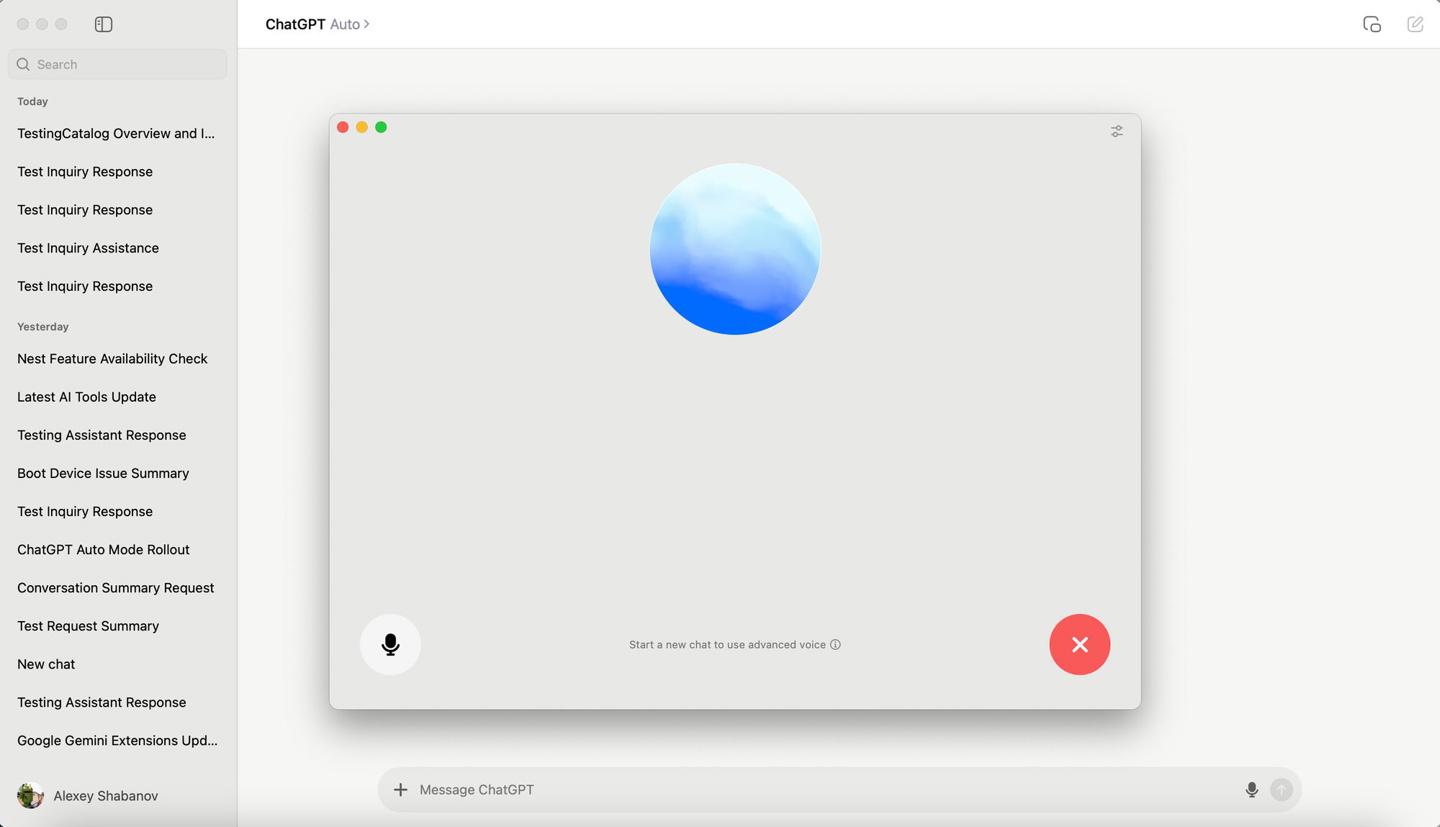 ChatGPT Auto >
Search
Today
TestingCatalog Overview and I...
Test Inquiry Response
Test Inquiry Response
Test Inquiry Assistance
Test Inquiry Response
Yesterday
Nest Feature Availability Check
Latest AI Tools Update
Testing Assistant Response
Boot Device Issue Summary
Test Inquiry Response
ChatGPT Auto Mode Rollout
Conversation Summary Request
Test Request Summary
New chat
Testing Assistant Response
Google Gemini Extensions Upd...
Alexey Shabanov
Start a new chat to use advanced voice
Message ChatGPT